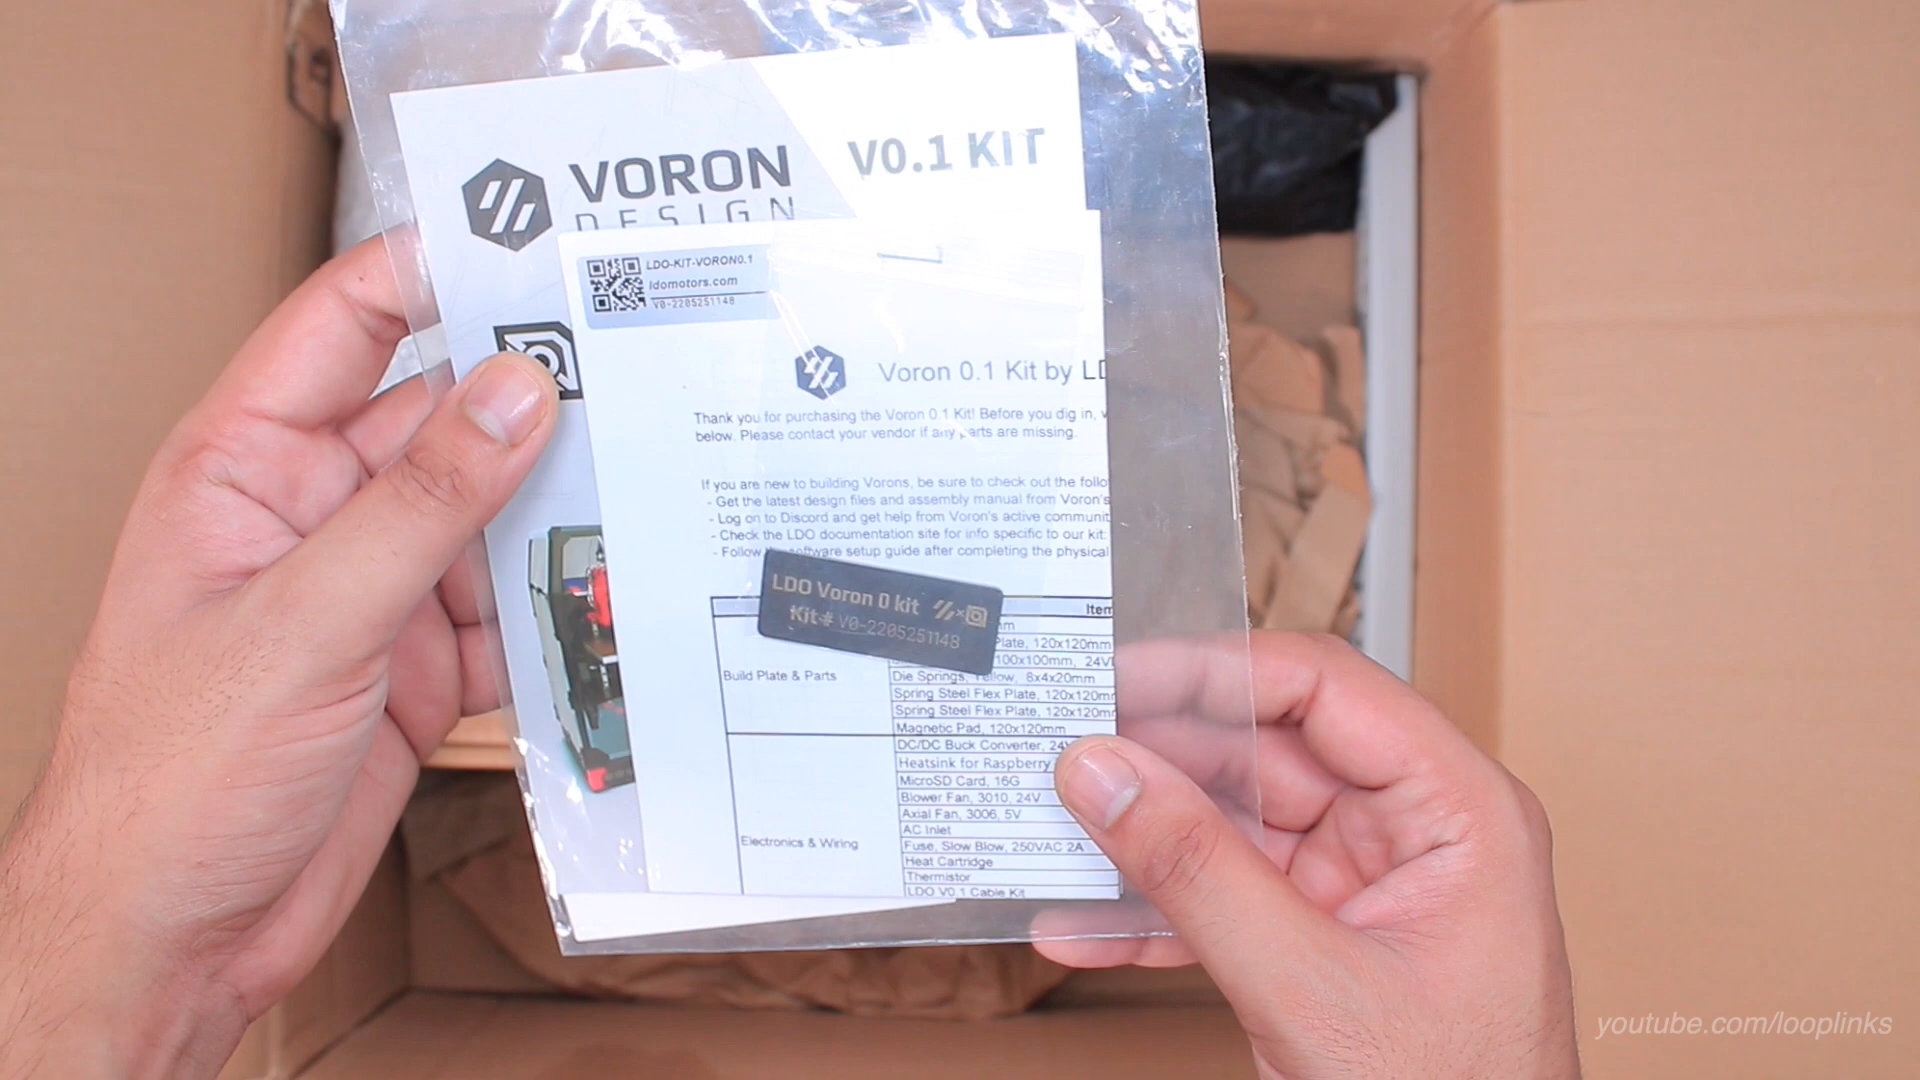 VORON
DESIGN
V0.1 KIT
LDO-KIT-VORON0.1
ldomotors.com
V0-2205251148
Voron 0.1 Kit by LD
Thank you for purchasing the Voron 0.1 Kit! Before you dig in, w
below. Please contact your vendor if any parts are missing.
If you are new to building Vorons, be sure to check out the follo
- Get the latest design files and assembly manual from Voron's
- Log on to Discord and get help from Voron's active communit
- Check the LDO documentation site for info specific to our kit:
- Follow software setup guide after completing the physical
LDO Voron 0 kit
Kit# V0-2205251148
Item
Plate, 120x120mm
100x100mm, 24V
Build Plate & Parts
Die Springs, Yellow, 8x4x20mm
Spring Steel Flex Plate, 120x120mm
Spring Steel Flex Plate, 120x120mm
Magnetic Pad, 120x120mm
Electronics & Wiring
DC/DC Buck Converter, 24V
Heatsink for Raspberry
MicroSD Card, 16G
Blower Fan, 3010, 24V
Axial Fan, 3006, 5V
AC Inlet
Fuse, Slow Blow, 250VAC 2A
Heat Cartridge
Thermistor
LDO V0.1 Cable Kit
youtube.com/looplinks